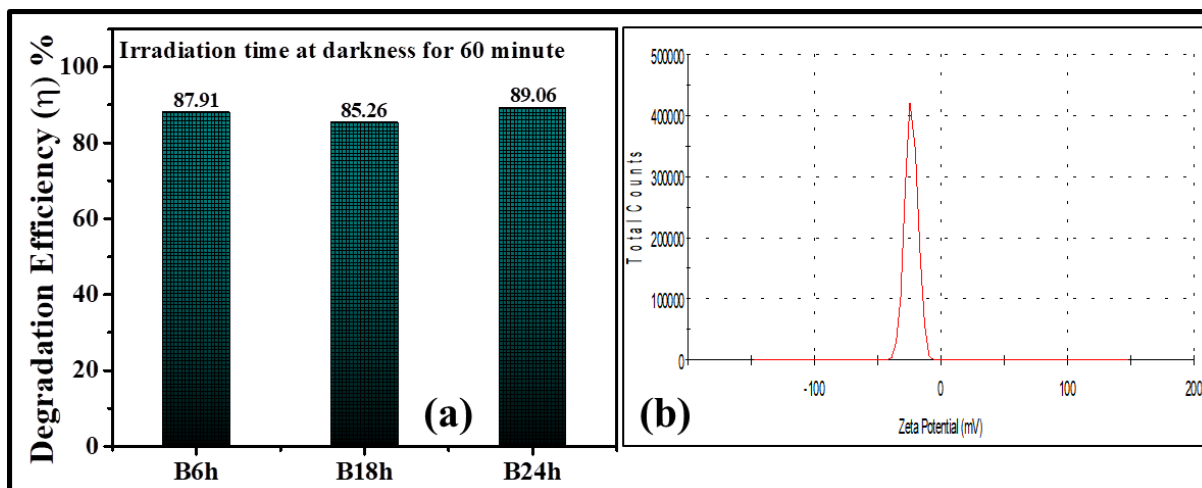 Irradiation time at darkness for 60 minute
Degradation Efficiency (η) %
100
80
60
40
20
0
87.91
85.26
89.06
B6h
B18h
B24h
(a)
Total Counts
500000
400000
300000
200000
100000
0
-100
0
100
200
Zeta Potential (mV)
(b)